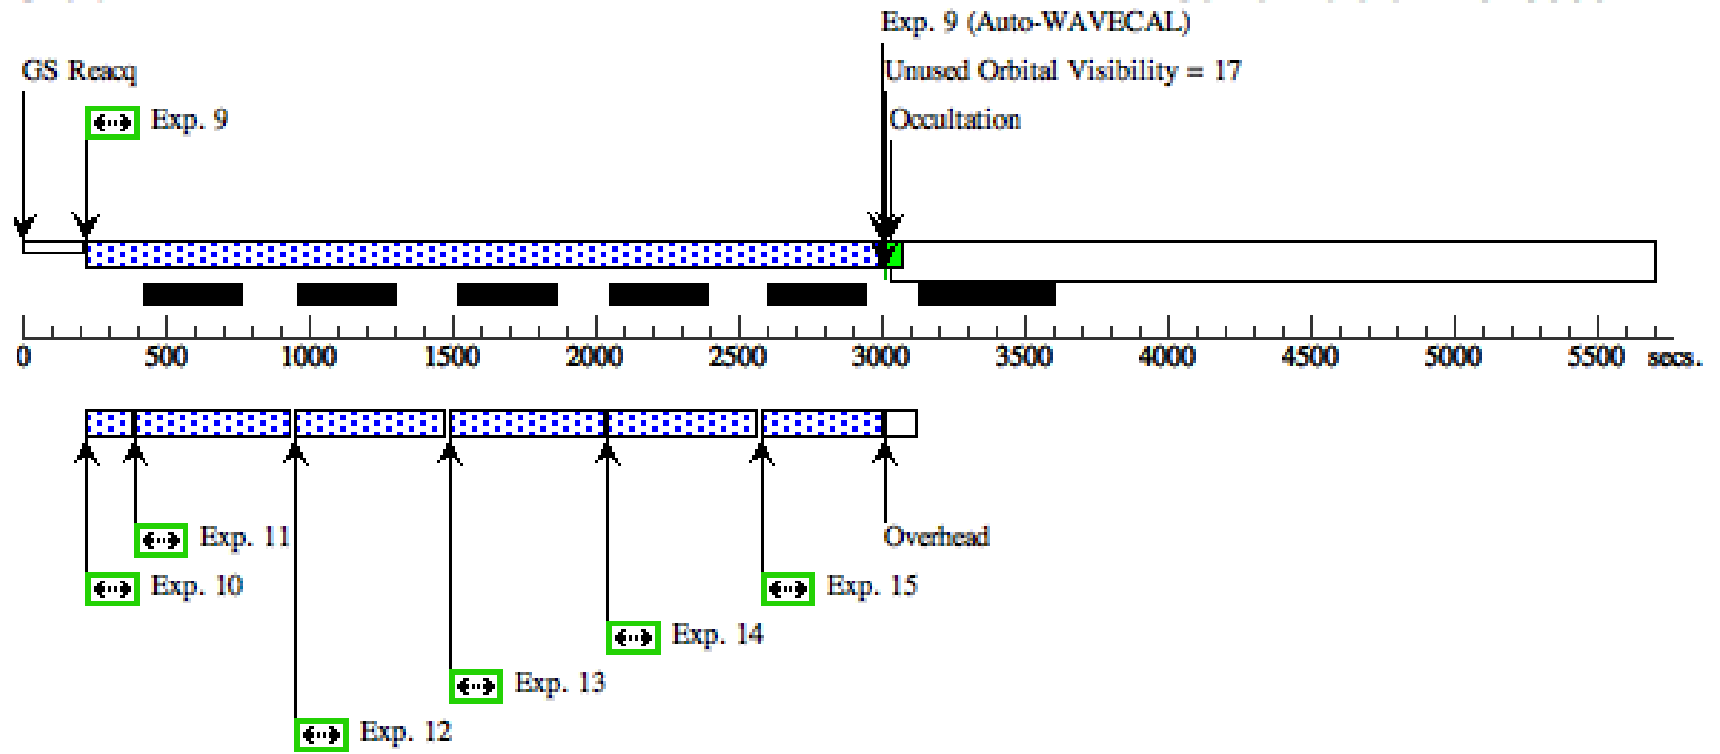 Exp. 9 (Auto-WAVECAL)
GS Reacq
Unused Orbital Visibility = 17
Exp. 9
Occultation
0 500 1000 1500 2000 2500 3000 3500 4000 4500 5000 5500 secs.
Exp. 11
Overhead
Exp. 10
Exp. 15
Exp. 14
Exp. 13
Exp. 12